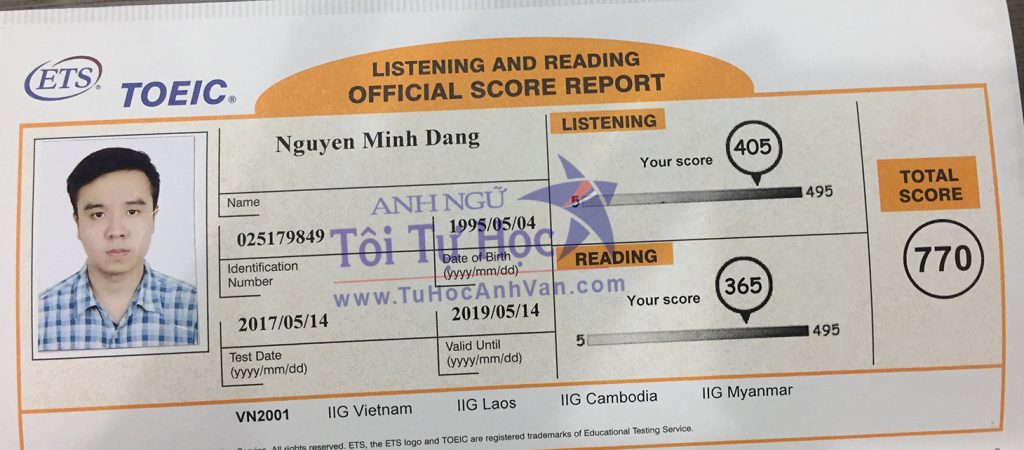 ETS®
TOEIC®
LISTENING AND READING
OFFICIAL SCORE REPORT
Nguyen Minh Dang
Name
025179849
Identification
Number
1995/05/04
Date of Birth
(yyyy/mm/dd)
2017/05/14
Test Date
(yyyy/mm/dd)
2019/05/14
Valid Until
(yyyy/mm/dd)
ANH NGỮ
Tôi Tự Học
www.TuHocAnhVan.com
LISTENING
Your score
405
5
495
READING
Your score
365
5
495
TOTAL
SCORE
770
VN2001 IIG Vietnam IIG Laos IIG Cambodia IIG Myanmar
Service. All rights reserved. ETS, the ETS logo and TOEIC are registered trademarks of Educational Testing Service.